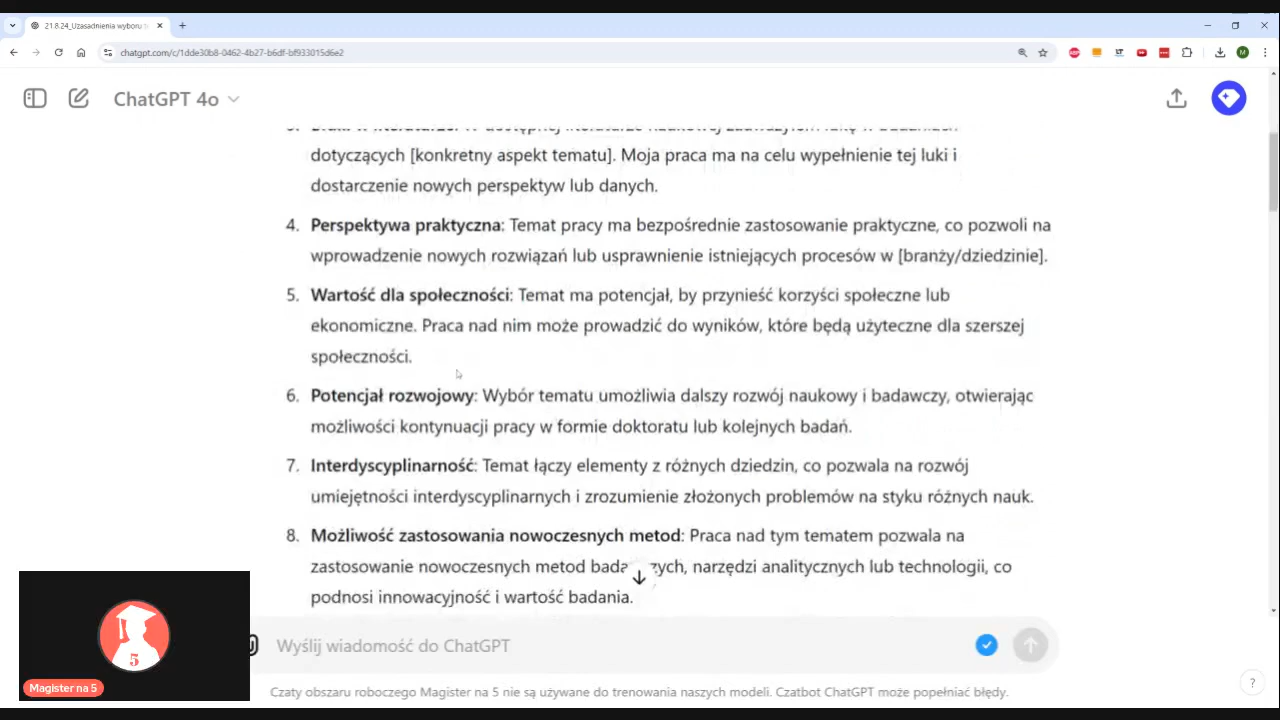 21.8.24_Uzasadnienia wyboru
chatgpt.com/c/1dde30b8-0462-4b27-b6df-bf933015d6e2
M
ChatGPT 4o
dotyczących [konkretny aspekt tematu]. Moja praca ma na celu wypełnienie tej luki i
dostarczenie nowych perspektyw lub danych.
4. Perspektywa praktyczna: Temat pracy ma bezpośrednie zastosowanie praktyczne, co pozwoli na
wprowadzenie nowych rozwiązań lub usprawnienie istniejących procesów w [branży/dziedzinie].
5. Wartość dla społeczności: Temat ma potencjał, by przynieść korzyści społeczne lub
ekonomiczne. Praca nad nim może prowadzić do wyników, które będą użyteczne dla szerszej
społeczności.
6. Potencjał rozwojowy: Wybór tematu umożliwia dalszy rozwój naukowy i badawczy, otwierając
możliwości kontynuacji pracy w formie doktoratu lub kolejnych badań.
7. Interdyscyplinarność: Temat łączy elementy z różnych dziedzin, co pozwala na rozwój
umiejętności interdyscyplinarnych i zrozumienie złożonych problemów na styku różnych nauk.
8. Możliwość zastosowania nowoczesnych metod: Praca nad tym tematem pozwala na
zastosowanie nowoczesnych metod narzędzi analitycznych lub technologii, co
podnosi innowacyjność i wartość badania.
Wyślij wiadomość do ChatGPT
5
Magister na 5
Czaty obszaru roboczego Magister na 5 nie są używane do trenowania naszych modeli. Czatbot ChatGPT może popełniać błędy.
?